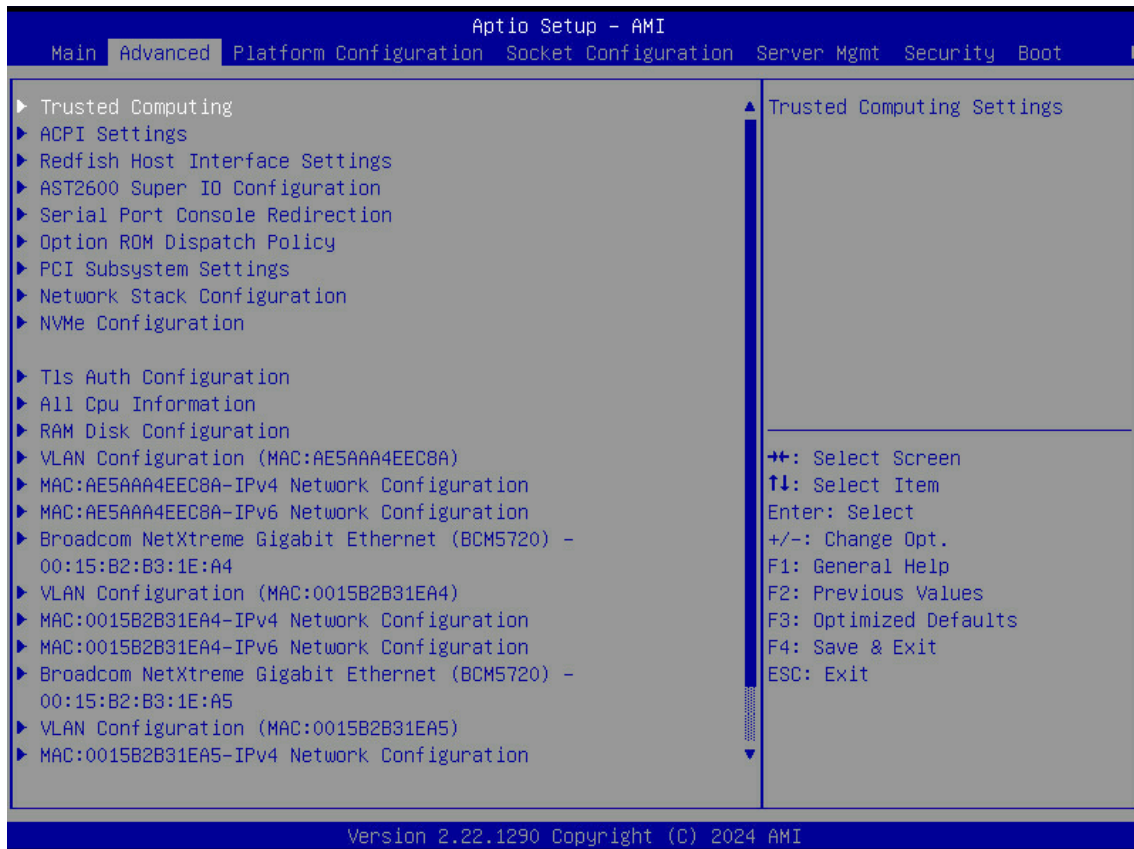 Aptio Setup – AMI
Main Advanced Platform Configuration Socket Configuration Server Mgmt Security Boot
Trusted Computing
ACPI Settings
Redfish Host Interface Settings
AST2600 Super IO Configuration
Serial Port Console Redirection
Option ROM Dispatch Policy
PCI Subsystem Settings
Network Stack Configuration
NVMe Configuration
Tls Auth Configuration
All Cpu Information
RAM Disk Configuration
VLAN Configuration (MAC:AE5AAA4EEC8A)
MAC:AE5AAA4EEC8A-IPv4 Network Configuration
MAC:AE5AAA4EEC8A-IPv6 Network Configuration
Broadcom NetXtreme Gigabit Ethernet (BCM5720) –
00:15:B2:B3:1E:A4
VLAN Configuration (MAC:0015B2B31EA4)
MAC:0015B2B31EA4-IPv4 Network Configuration
MAC:0015B2B31EA4-IPv6 Network Configuration
Broadcom NetXtreme Gigabit Ethernet (BCM5720) –
00:15:B2:B3:1E:A5
VLAN Configuration (MAC:0015B2B31EA5)
MAC:0015B2B31EA5-IPv4 Network Configuration
Trusted Computing Settings
→←: Select Screen
↑↓: Select Item
Enter: Select
+/-: Change Opt.
F1: General Help
F2: Previous Values
F3: Optimized Defaults
F4: Save & Exit
ESC: Exit
Version 2.22.1290 Copyright (C) 2024 AMI